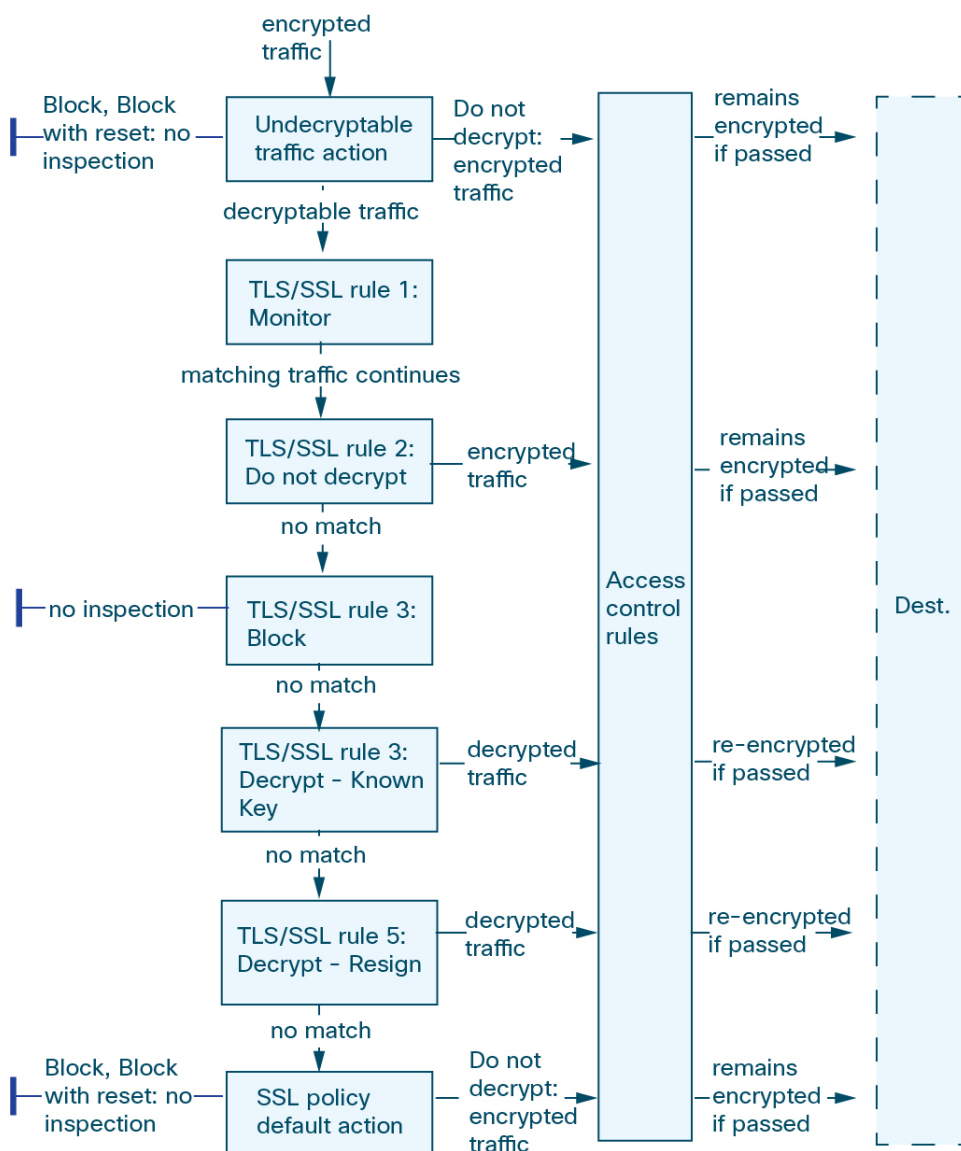 encrypted
traffic
Block, Block
with reset: no
inspection
Undecryptable
traffic action
Do not
decrypt:
encrypted
traffic
remains
encrypted
if passed
decryptable traffic
TLS/SSL rule 1:
Monitor
matching traffic continues
TLS/SSL rule 2:
Do not decrypt
encrypted
traffic
remains
encrypted
if passed
no match
no inspection
TLS/SSL rule 3:
Block
Access
control
rules
Dest.
no match
TLS/SSL rule 3:
Decrypt - Known
Key
decrypted
traffic
re-encrypted
if passed
no match
TLS/SSL rule 5:
Decrypt - Resign
decrypted
traffic
re-encrypted
if passed
no match
Block, Block
with reset: no
inspection
SSL policy
default action
Do not
decrypt:
encrypted
traffic
remains
encrypted
if passed